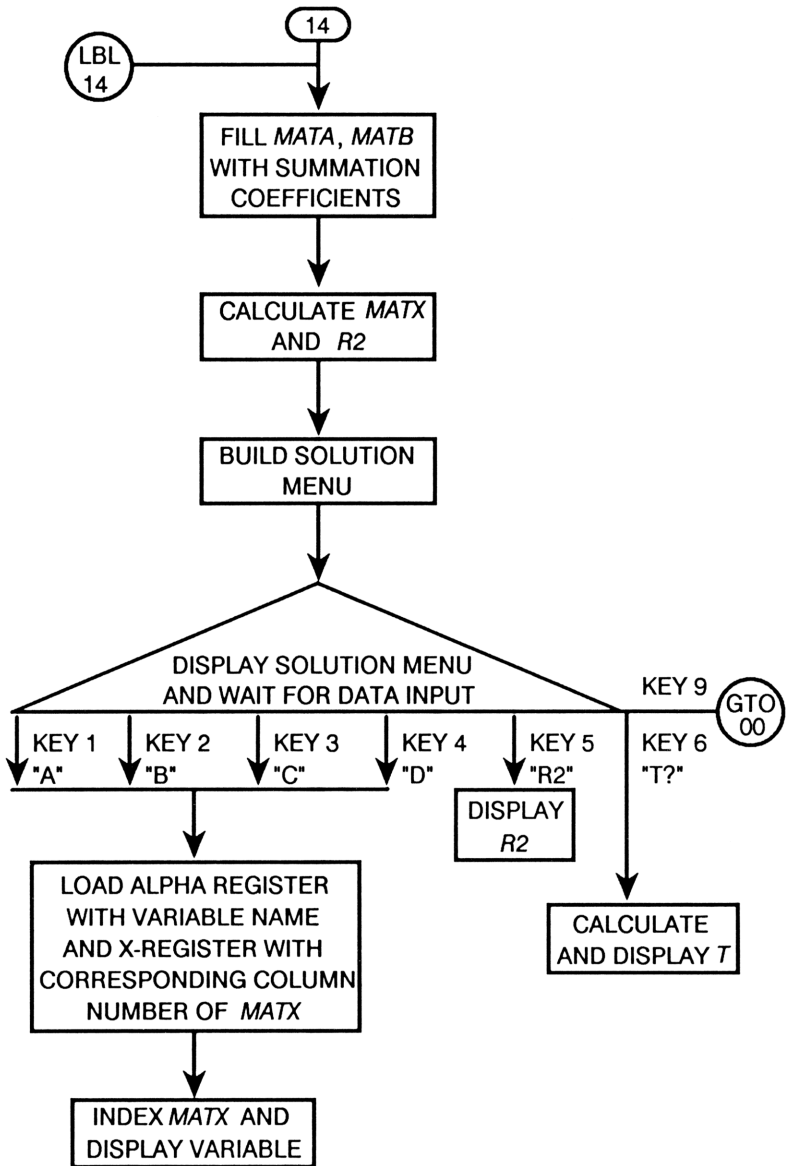 14
LBL
14
FILL MATA, MATB
WITH SUMMATION
COEFFICIENTS
CALCULATE MATX
AND R2
BUILD SOLUTION
MENU
DISPLAY SOLUTION MENU
AND WAIT FOR DATA INPUT
KEY 9
GTO
00
KEY 1
"A"
KEY 2
"B"
KEY 3
"C"
KEY 4
"D"
KEY 5
"R2"
KEY 6
"T?"
DISPLAY
R2
LOAD ALPHA REGISTER
WITH VARIABLE NAME
AND X-REGISTER WITH
CORRESPONDING COLUMN
NUMBER OF MATX
CALCULATE
AND DISPLAY T
INDEX MATX AND
DISPLAY VARIABLE